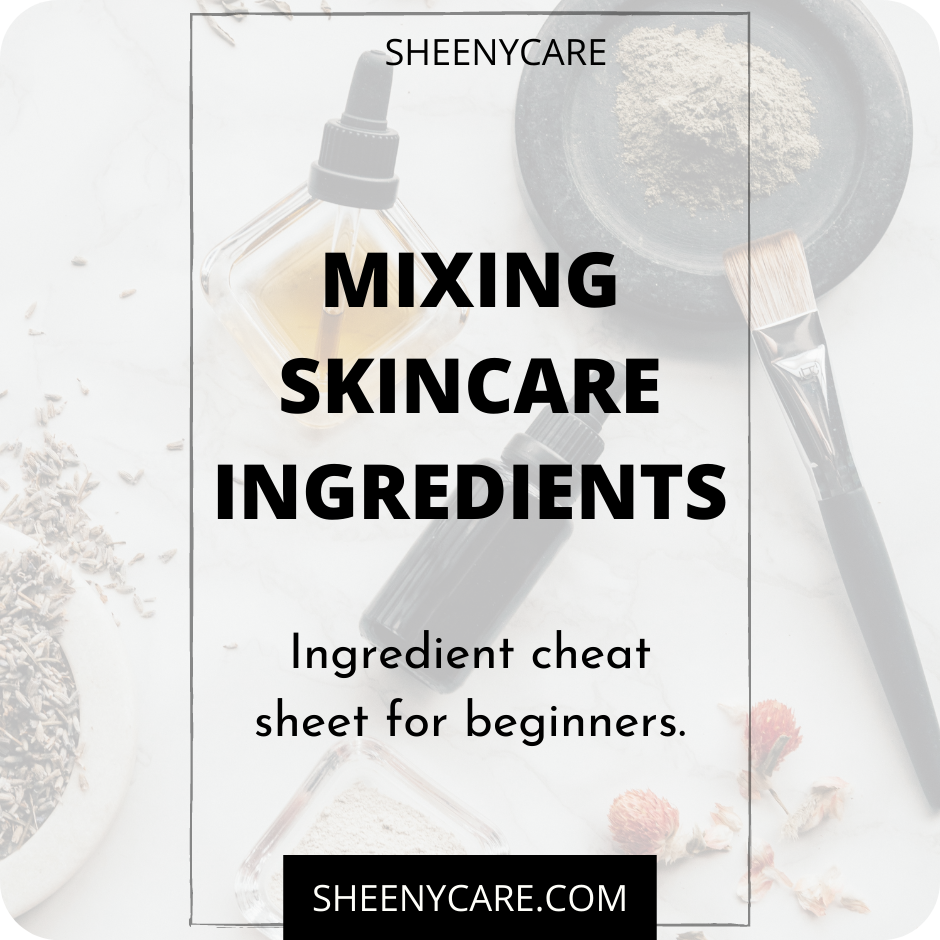 SHEENYCARE
MIXING
SKINCARE
INGREDIENTS
Ingredient cheat
sheet for beginners.
SHEENYCARE.COM